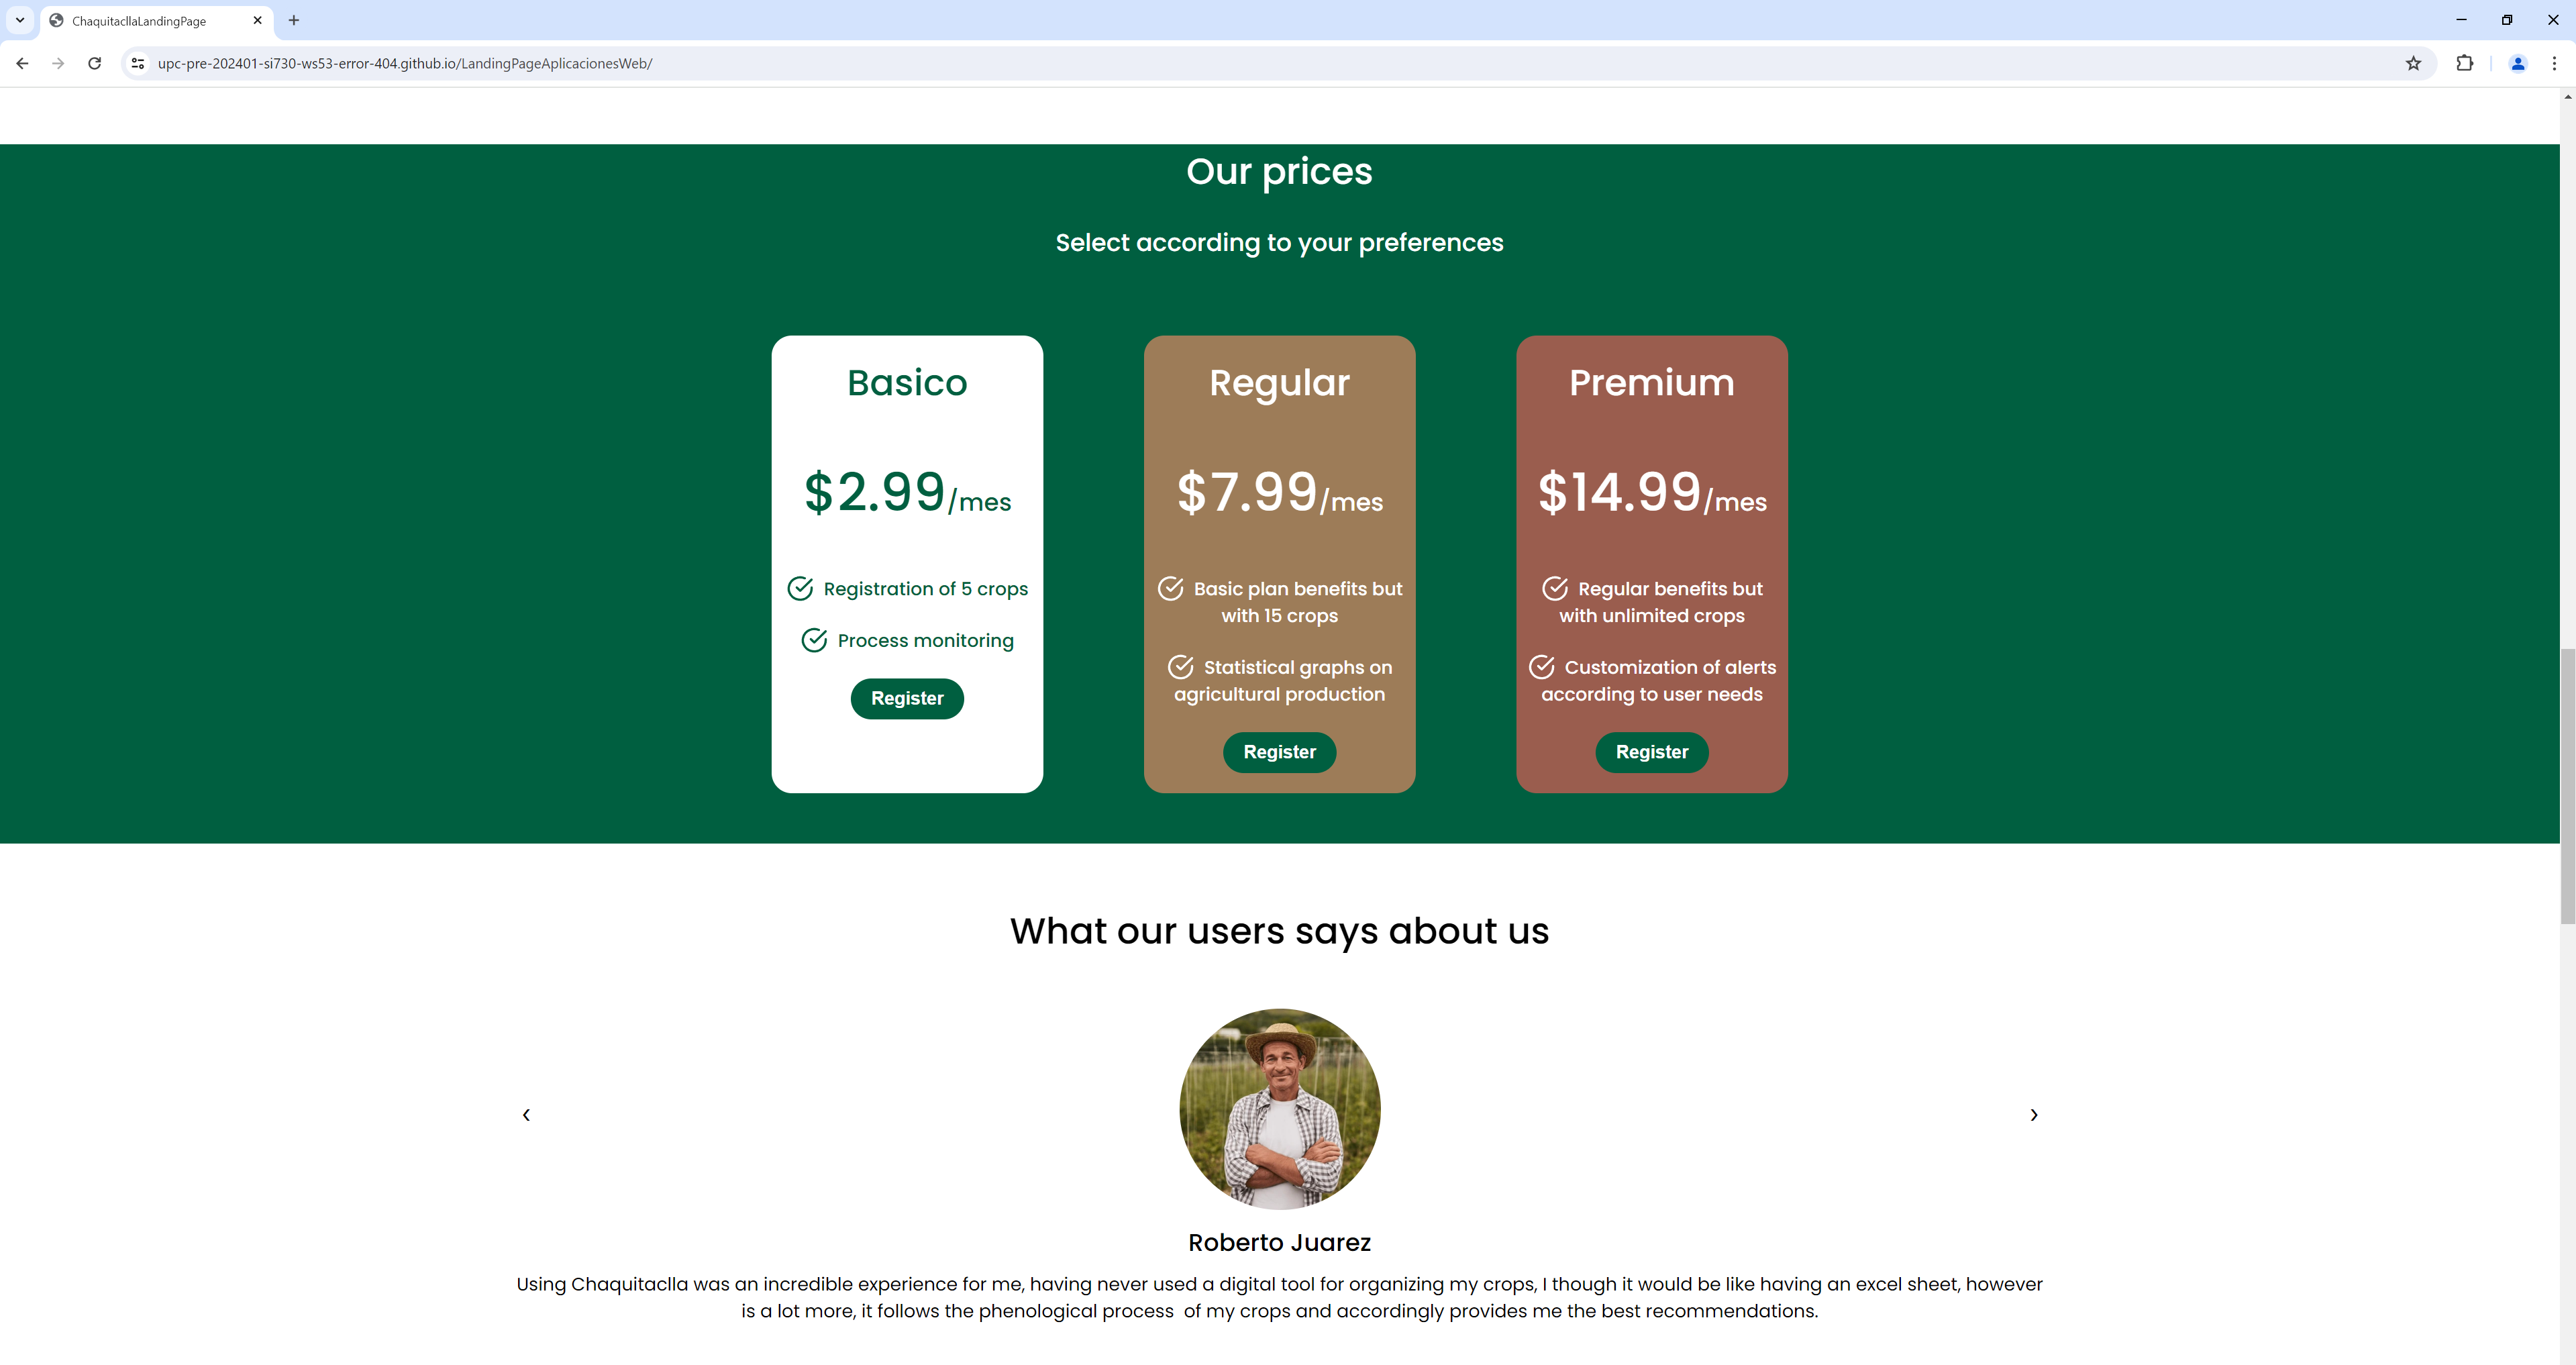 ChaquitacllaLandingPage
upc-pre-202401-si730-ws53-error-404.github.io/LandingPageAplicacionesWeb/
Our prices
Select according to your preferences
Basico
$2.99/mes
Registration of 5 crops
Process monitoring
Register
Regular
$7.99/mes
Basic plan benefits but
with 15 crops
Statistical graphs on
agricultural production
Register
Premium
$14.99/mes
Regular benefits but
with unlimited crops
Customization of alerts
according to user needs
Register
What our users says about us
‹
›
Roberto Juarez
Using Chaquitaclla was an incredible experience for me, having never used a digital tool for organizing my crops, I though it would be like having an excel sheet, however
is a lot more, it follows the phenological process  of my crops and accordingly provides me the best recommendations.